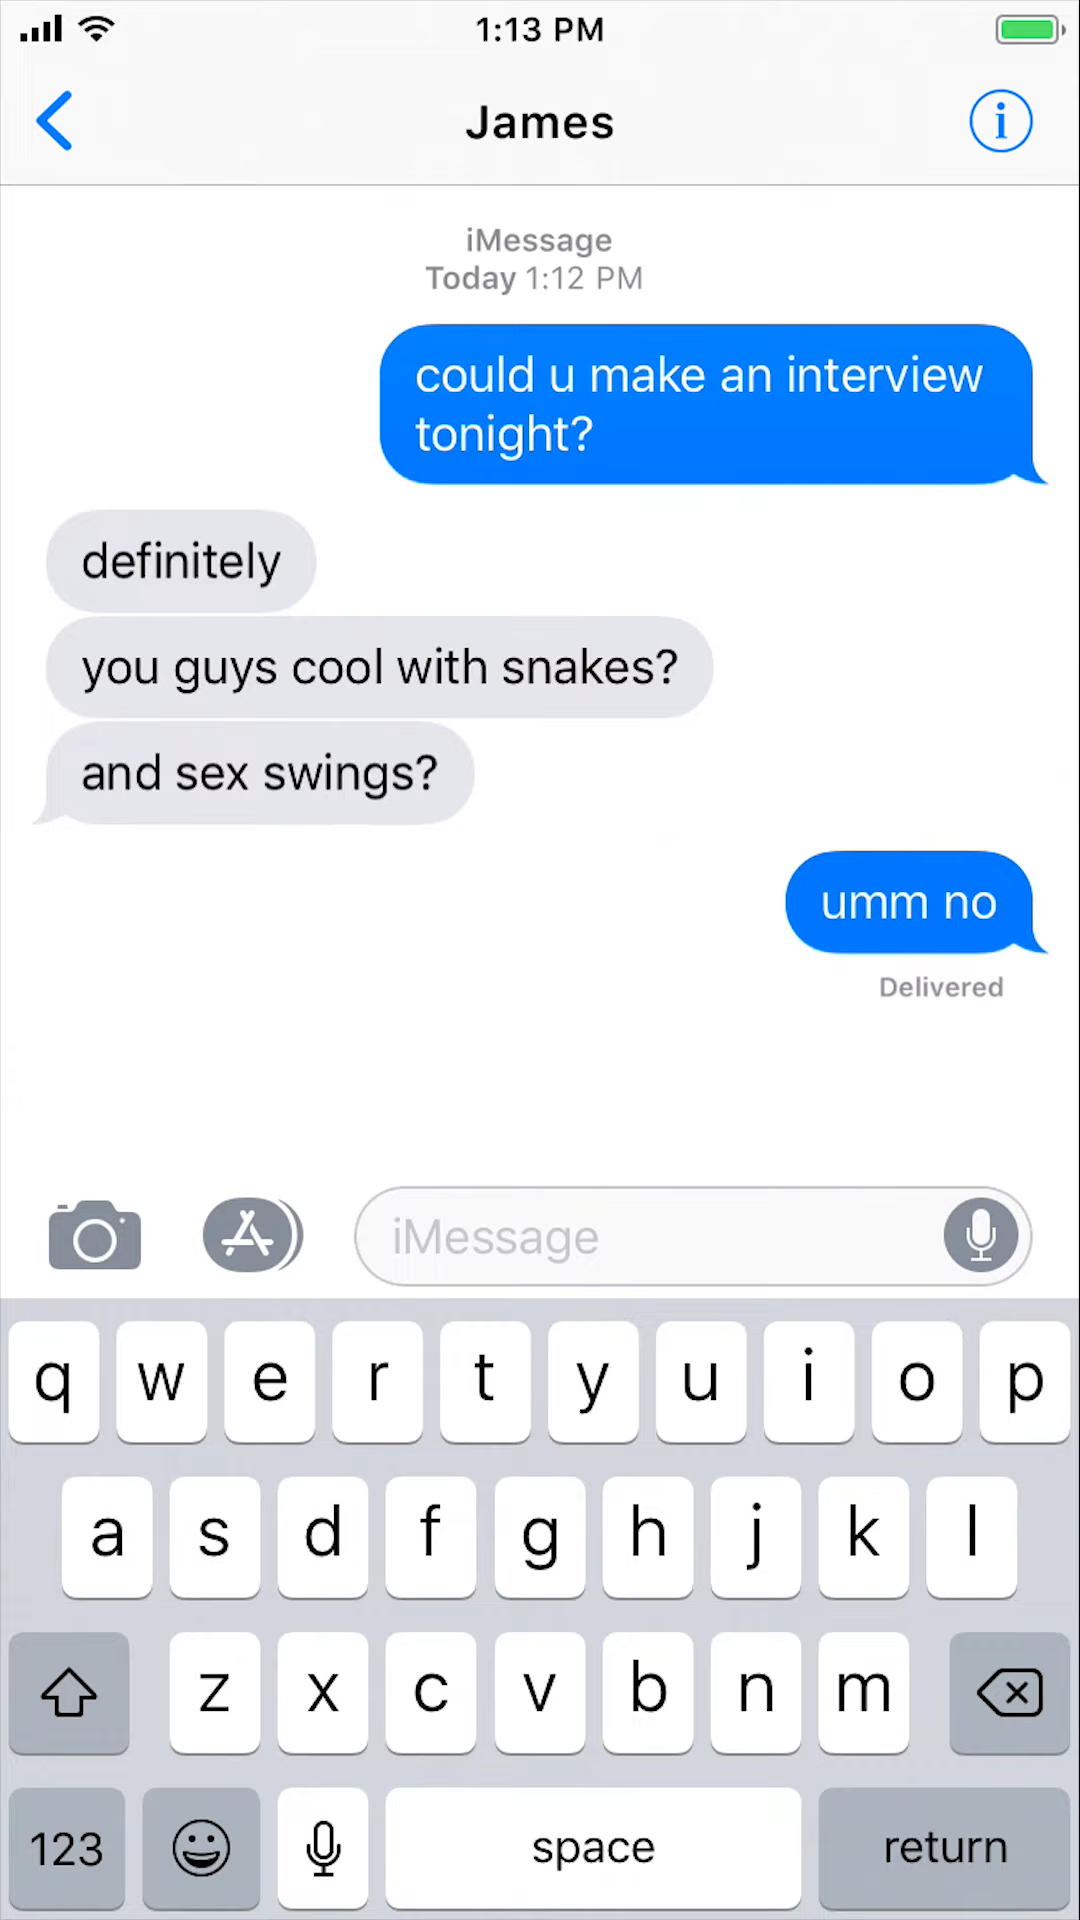 1:13 PM
James
iMessage
Today 1:12 PM
could u make an interview
tonight?
definitely
you guys cool with snakes?
and sex swings?
umm no
Delivered
iMessage
q w e r t y u i o p
a s d f g h j k l
z x c v b n m
123 space return